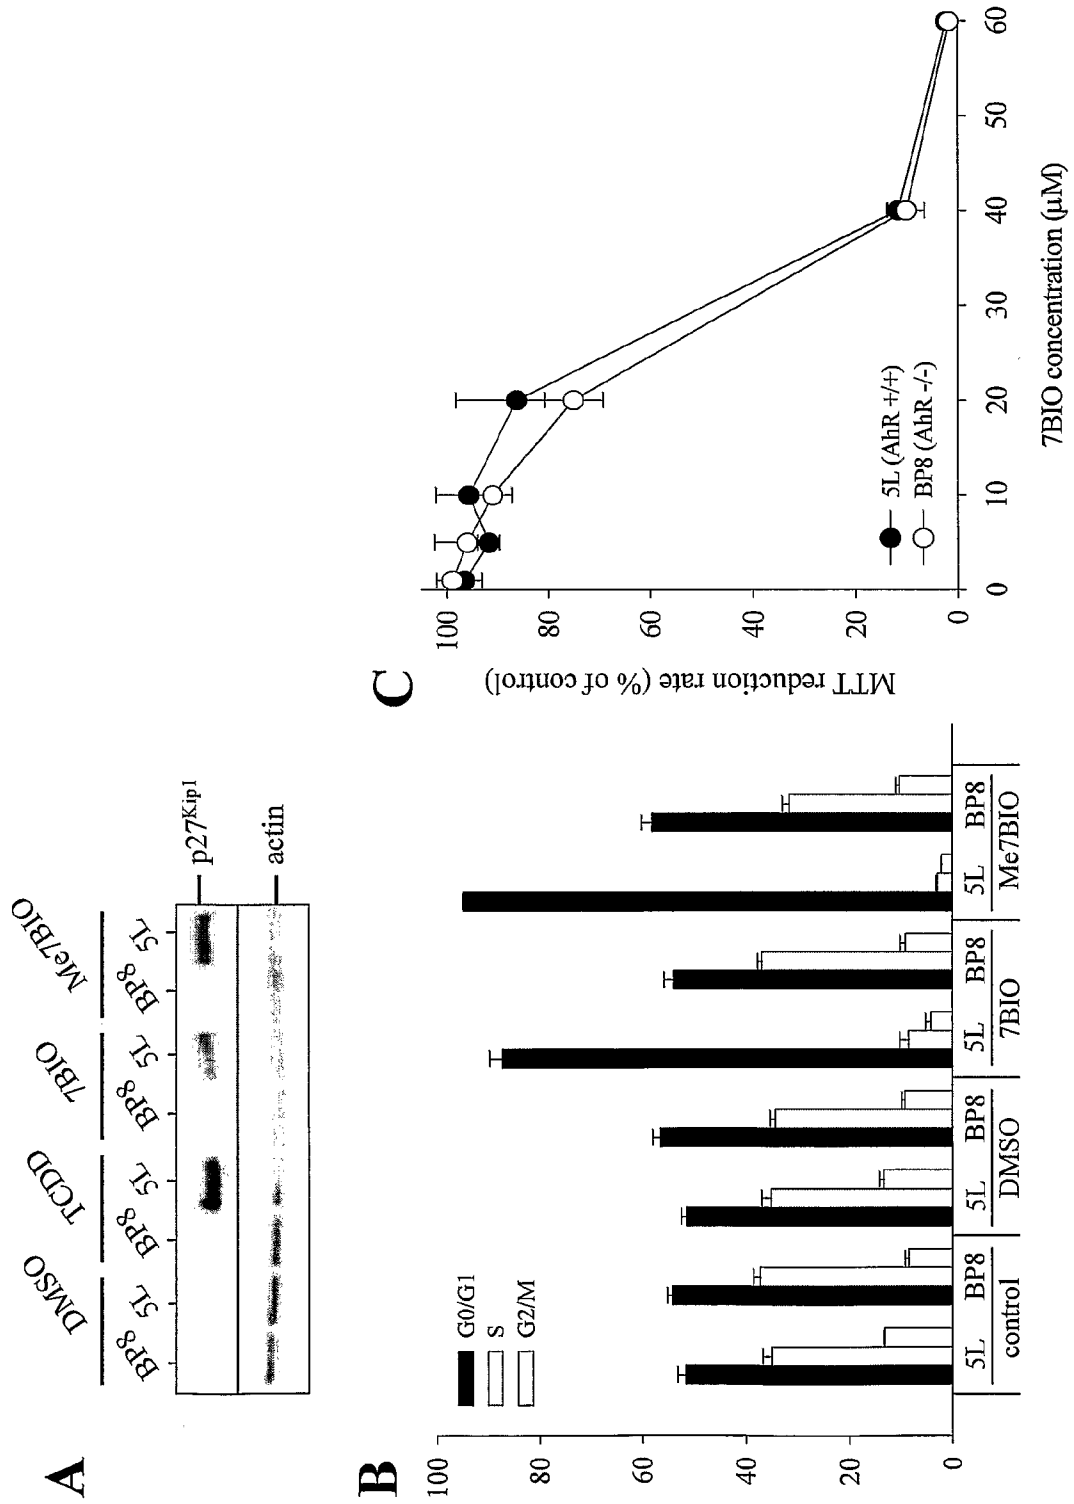 A
DMSO TCDD 7BIO Me7BIO
BP8 5L BP8 5L BP8 5L BP8 5L
p27Kip1
actin
B
G0/G1
S
G2/M
100
80
60
40
20
0
5L BP8 5L BP8 5L BP8 5L BP8
control DMSO 7BIO Me7BIO
C
MTT reduction rate (% of control)
100
80
60
40
20
0
5L (AhR +/+)
BP8 (AhR -/-)
0 10 20 30 40 50 60
7BIO concentration (µM)